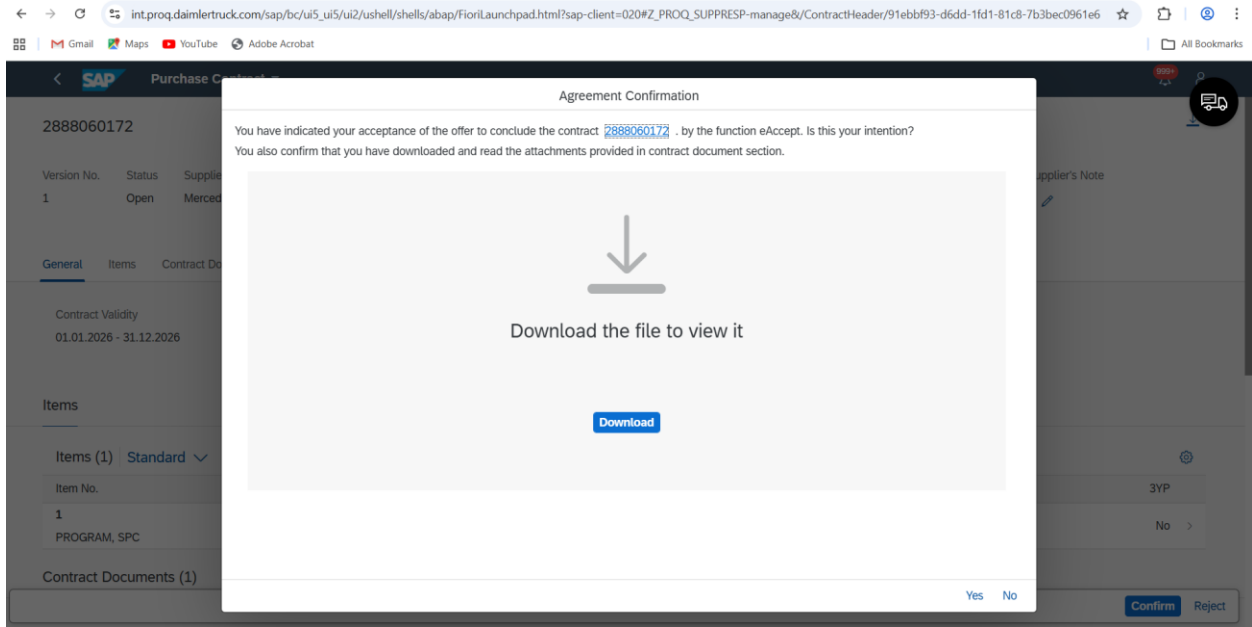 int.proq.daimlertruck.com/sap/bc/ui5_ui5/ui2/ushell/shells/abap/FioriLaunchpad.html?sap-client=020#Z_PROQ_SUPPRESP-manage&/ContractHeader/91ebbf93-d6dd-1fd1-81c8-7b3bec0961e6
Gmail Maps YouTube Adobe Acrobat All Bookmarks
SAP Purchase C 999+
Agreement Confirmation
2888060172
You have indicated your acceptance of the offer to conclude the contract 2888060172 . by the function eAccept. Is this your intention?
You also confirm that you have downloaded and read the attachments provided in contract document section.
Version No. Status Supplie upplier's Note
1 Open Merced
Download the file to view it
General Items Contract Do
Contract Validity
01.01.2026 - 31.12.2026
Download
Items
Items (1) Standard
Item No. 3YP
1
PROGRAM, SPC No
Contract Documents (1)
Yes No
Confirm Reject